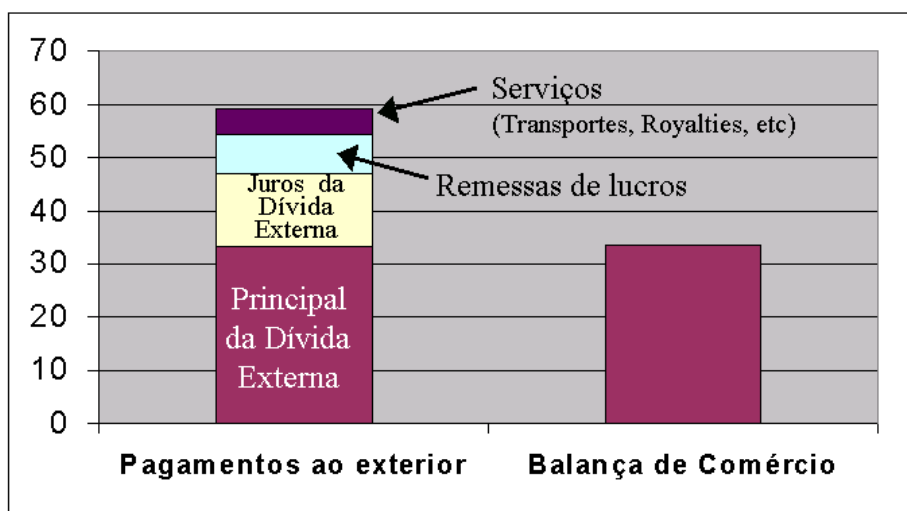 70
60
50
40
30
20
10
0
Serviços
(Transportes, Royalties, etc)
Remessas de lucros
Juros da
Dívida
Externa
Principal
da Dívida
Externa
Pagamentos ao exterior
Balança de Comércio